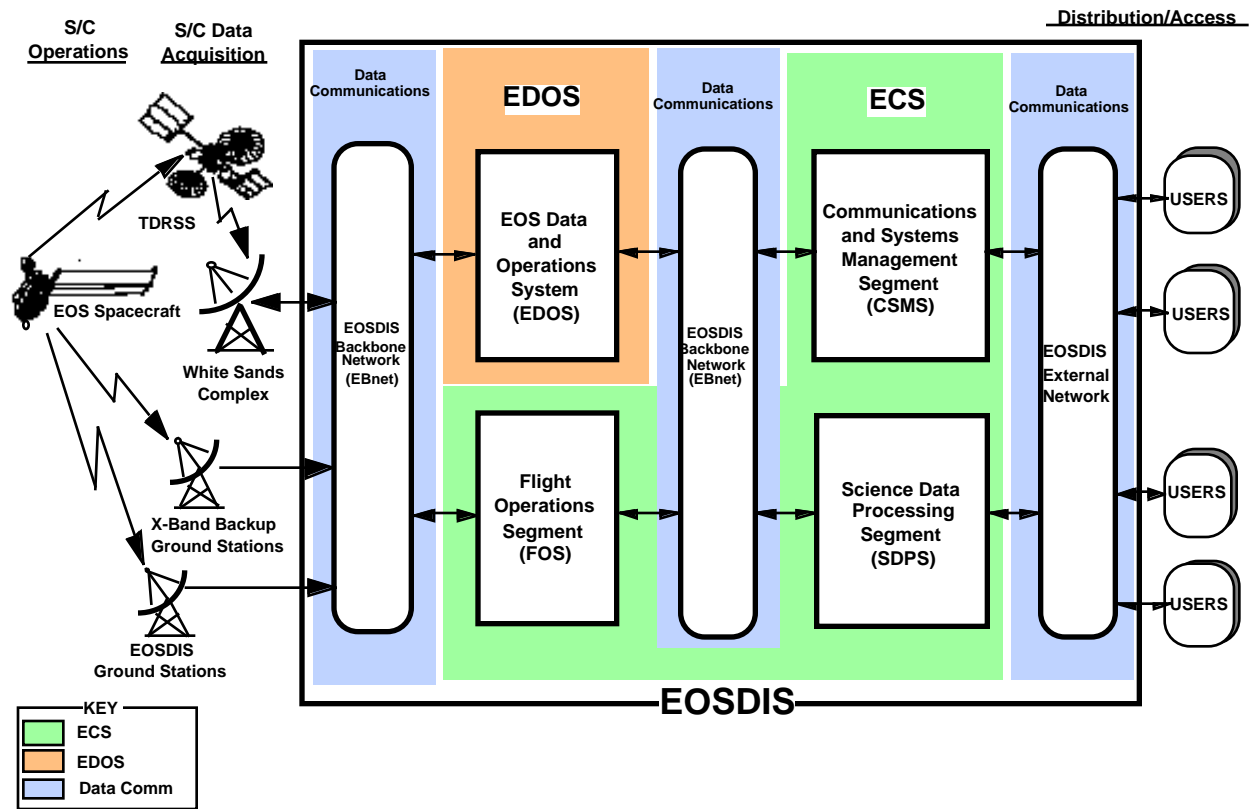 S/C
Operations
S/C Data
Acquisition
Distribution/Access
Data
Communications
EDOS
Data
Communications
ECS
Data
Communications
TDRSS
EOS Spacecraft
White Sands
Complex
X-Band Backup
Ground Stations
EOSDIS
Ground Stations
EOSDIS
Backbone
Network
(EBnet)
EOS Data
and
Operations
System
(EDOS)
Flight
Operations
Segment
(FOS)
EOSDIS
Backbone
Network
(EBnet)
Communications
and Systems
Management
Segment
(CSMS)
Science Data
Processing
Segment
(SDPS)
EOSDIS
External
Network
USERS
USERS
USERS
USERS
EOSDIS
KEY
ECS
EDOS
Data Comm